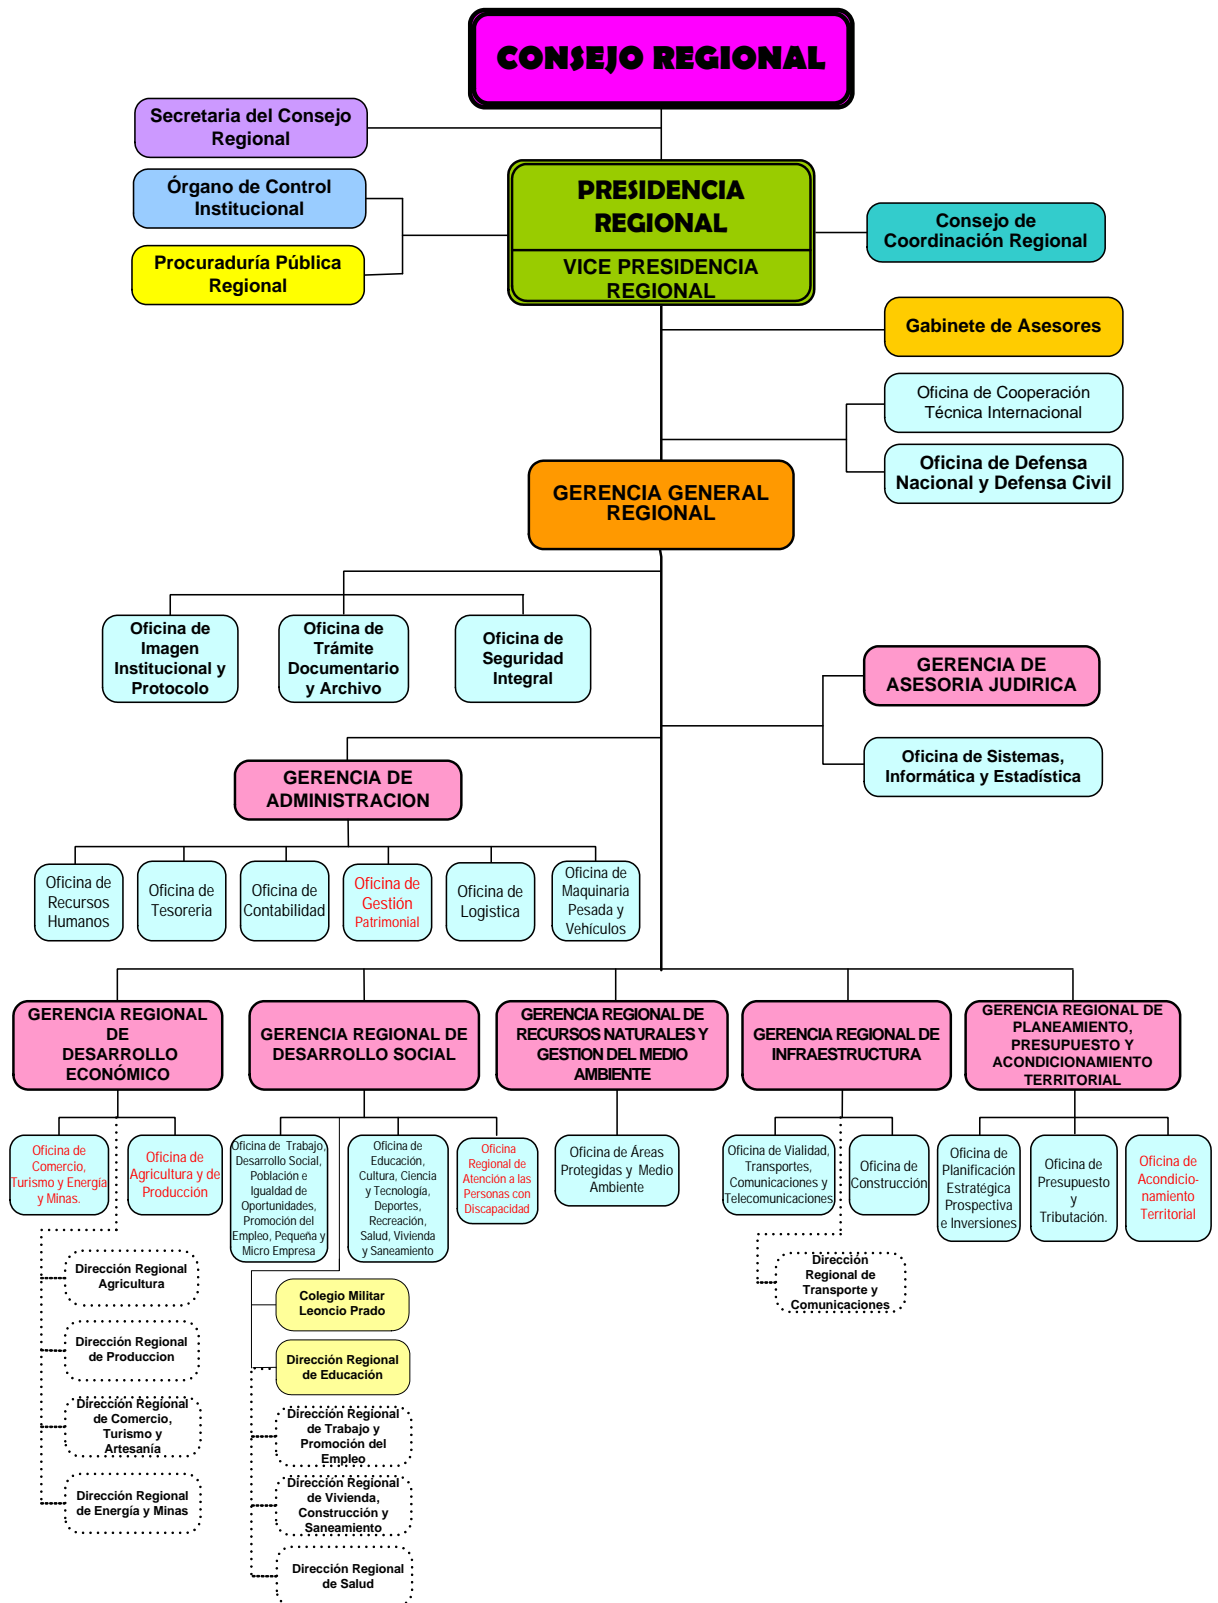 CONSEJO REGIONAL
Secretaria del Consejo
Regional
Órgano de Control
Institucional
Procuraduría Pública
Regional
PRESIDENCIA
REGIONAL
VICE PRESIDENCIA
REGIONAL
Consejo de
Coordinación Regional
Gabinete de Asesores
Oficina de Cooperación
Técnica Internacional
Oficina de Defensa
Nacional y Defensa Civil
GERENCIA GENERAL
REGIONAL
Oficina de
Imagen
Institucional y
Protocolo
Oficina de
Trámite
Documentario
y Archivo
Oficina de
Seguridad
Integral
GERENCIA DE
ASESORIA JUDIRICA
Oficina de Sistemas,
Informática y Estadística
GERENCIA DE
ADMINISTRACION
Oficina de
Recursos
Humanos
Oficina de
Tesoreria
Oficina de
Contabilidad
Oficina de
Gestión
Patrimonial
Oficina de
Logistica
Oficina de
Maquinaria
Pesada y
Vehículos
GERENCIA REGIONAL
DE
DESARROLLO
ECONÓMICO
GERENCIA REGIONAL DE
DESARROLLO SOCIAL
GERENCIA REGIONAL DE
RECURSOS NATURALES Y
GESTION DEL MEDIO
AMBIENTE
GERENCIA REGIONAL DE
INFRAESTRUCTURA
GERENCIA REGIONAL DE
PLANEAMIENTO,
PRESUPUESTO Y
ACONDICIONAMIENTO
TERRITORIAL
Oficina de
Comercio,
Turismo y Energía
y Minas.
Oficina de
Agricultura y de
Producción
Oficina de Trabajo,
Desarrollo Social,
Población e
Igualdad de
Oportunidades,
Promoción del
Empleo, Pequeña y
Micro Empresa
Oficina de
Educación,
Cultura, Ciencia
y Tecnología,
Deportes,
Recreación,
Salud, Vivienda
y Saneamiento
Oficina
Regional de
Atención a las
Personas con
Discapacidad
Oficina de Áreas
Protegidas y Medio
Ambiente
Oficina de Vialidad,
Transportes,
Comunicaciones y
Telecomunicaciones
Oficina de
Construcción
Oficina de
Planificación
Estratégica
Prospectiva
e Inversiones
Oficina de
Presupuesto
y
Tributación.
Oficina de
Acondicio-
namiento
Territorial
Dirección Regional
Agricultura
Dirección Regional
de Produccion
Dirección Regional
de Comercio,
Turismo y
Artesanía
Dirección Regional
de Energía y Minas
Colegio Militar
Leoncio Prado
Dirección Regional
de Educación
Dirección Regional
de Trabajo y
Promoción del
Empleo
Dirección Regional
de Vivienda,
Construcción y
Saneamiento
Dirección Regional
de Salud
Dirección
Regional de
Transporte y
Comunicaciones